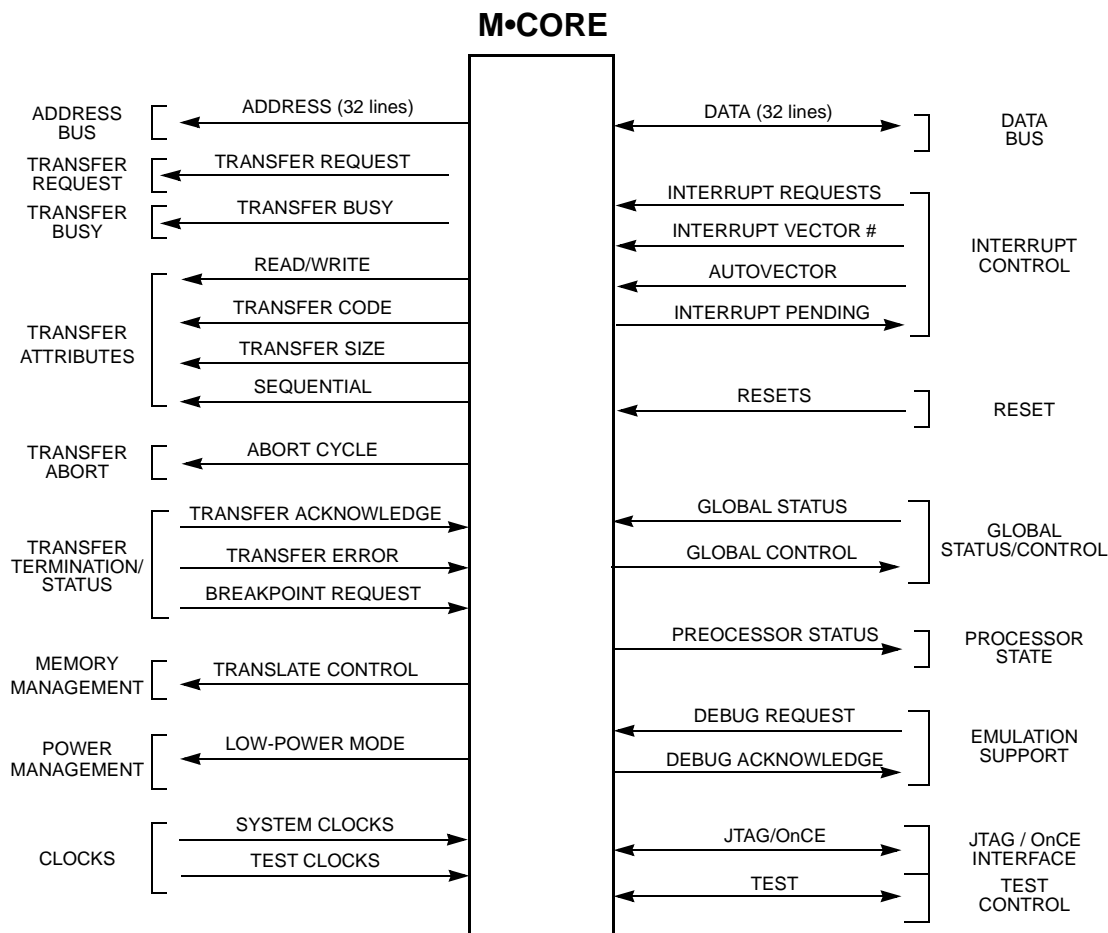 M•CORE
ADDRESS
BUS
ADDRESS (32 lines)
TRANSFER
REQUEST
TRANSFER REQUEST
TRANSFER
BUSY
TRANSFER BUSY
TRANSFER
ATTRIBUTES
READ/WRITE
TRANSFER CODE
TRANSFER SIZE
SEQUENTIAL
TRANSFER
ABORT
ABORT CYCLE
TRANSFER
TERMINATION/
STATUS
TRANSFER ACKNOWLEDGE
TRANSFER ERROR
BREAKPOINT REQUEST
MEMORY
MANAGEMENT
TRANSLATE CONTROL
POWER
MANAGEMENT
LOW-POWER MODE
CLOCKS
SYSTEM CLOCKS
TEST CLOCKS
DATA (32 lines)
DATA
BUS
INTERRUPT REQUESTS
INTERRUPT VECTOR #
AUTOVECTOR
INTERRUPT PENDING
INTERRUPT
CONTROL
RESETS
RESET
GLOBAL STATUS
GLOBAL CONTROL
GLOBAL
STATUS/CONTROL
PREOCESSOR STATUS
PROCESSOR
STATE
DEBUG REQUEST
DEBUG ACKNOWLEDGE
EMULATION
SUPPORT
JTAG/OnCE
JTAG / OnCE
INTERFACE
TEST
TEST
CONTROL